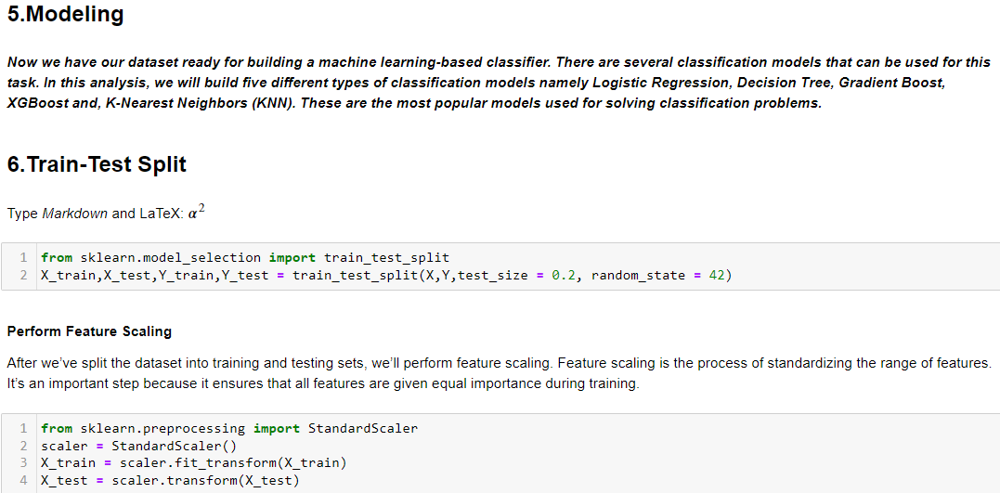 5.Modeling
Now we have our dataset ready for building a machine learning-based classifier. There are several classification models that can be used for this
task. In this analysis, we will build five different types of classification models namely Logistic Regression, Decision Tree, Gradient Boost,
XGBoost and, K-Nearest Neighbors (KNN). These are the most popular models used for solving classification problems.
6.Train-Test Split
Type Markdown and LaTeX: α²
1 from sklearn.model_selection import train_test_split
2 X_train,X_test,Y_train,Y_test = train_test_split(X,Y,test_size = 0.2, random_state = 42)
Perform Feature Scaling
After we’ve split the dataset into training and testing sets, we’ll perform feature scaling. Feature scaling is the process of standardizing the range of features.
It’s an important step because it ensures that all features are given equal importance during training.
1 from sklearn.preprocessing import StandardScaler
2 scaler = StandardScaler()
3 X_train = scaler.fit_transform(X_train)
4 X_test = scaler.transform(X_test)